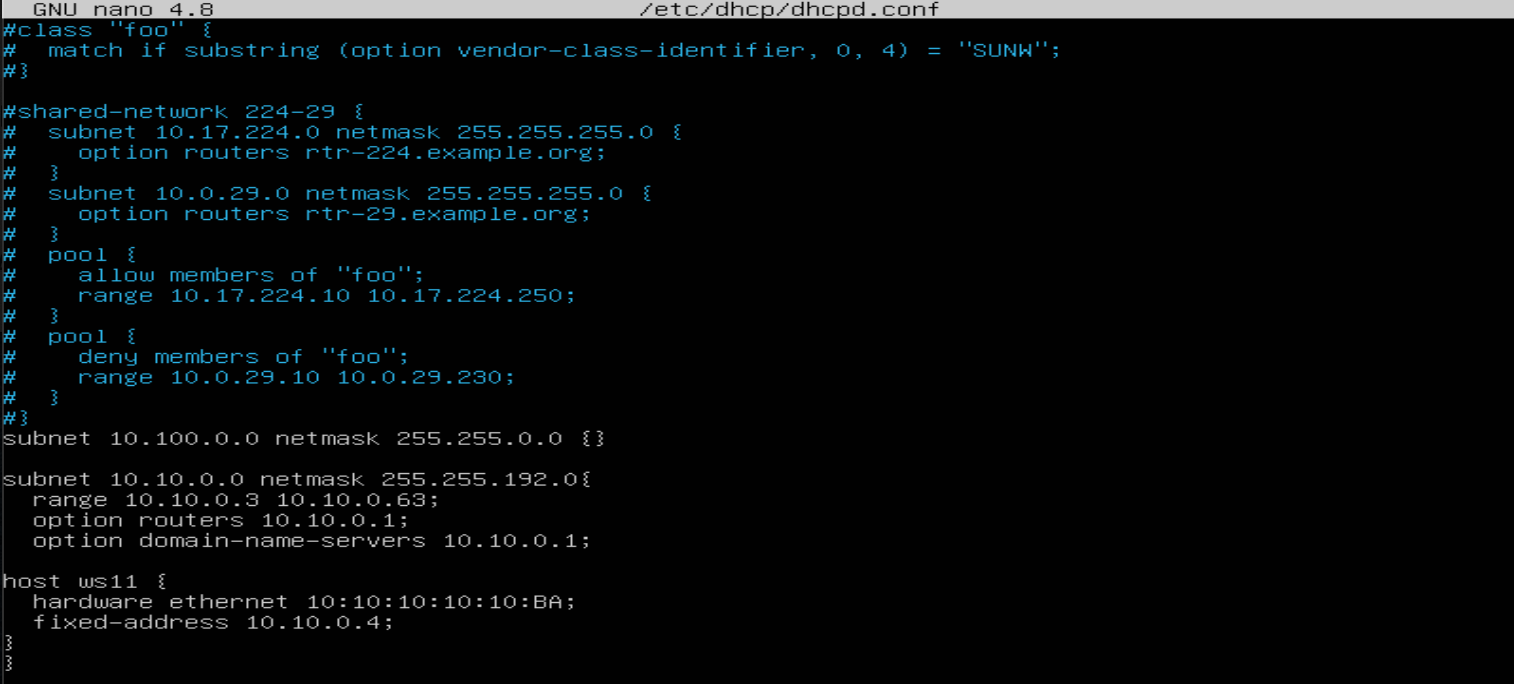 GNU nano 4.8 /etc/dhcp/dhcpd.conf
#class "foo" {
#  match if substring (option vendor-class-identifier, 0, 4) = "SUNW";
#}

#shared-network 224-29 {
#  subnet 10.17.224.0 netmask 255.255.255.0 {
#    option routers rtr-224.example.org;
#  }
#  subnet 10.0.29.0 netmask 255.255.255.0 {
#    option routers rtr-29.example.org;
#  }
#  pool {
#    allow members of "foo";
#    range 10.17.224.10 10.17.224.250;
#  }
#  pool {
#    deny members of "foo";
#    range 10.0.29.10 10.0.29.230;
#  }
#}
subnet 10.100.0.0 netmask 255.255.0.0 {}

subnet 10.10.0.0 netmask 255.255.192.0{
  range 10.10.0.3 10.10.0.63;
  option routers 10.10.0.1;
  option domain-name-servers 10.10.0.1;

host ws11 {
  hardware ethernet 10:10:10:10:10:BA;
  fixed-address 10.10.0.4;
}
}